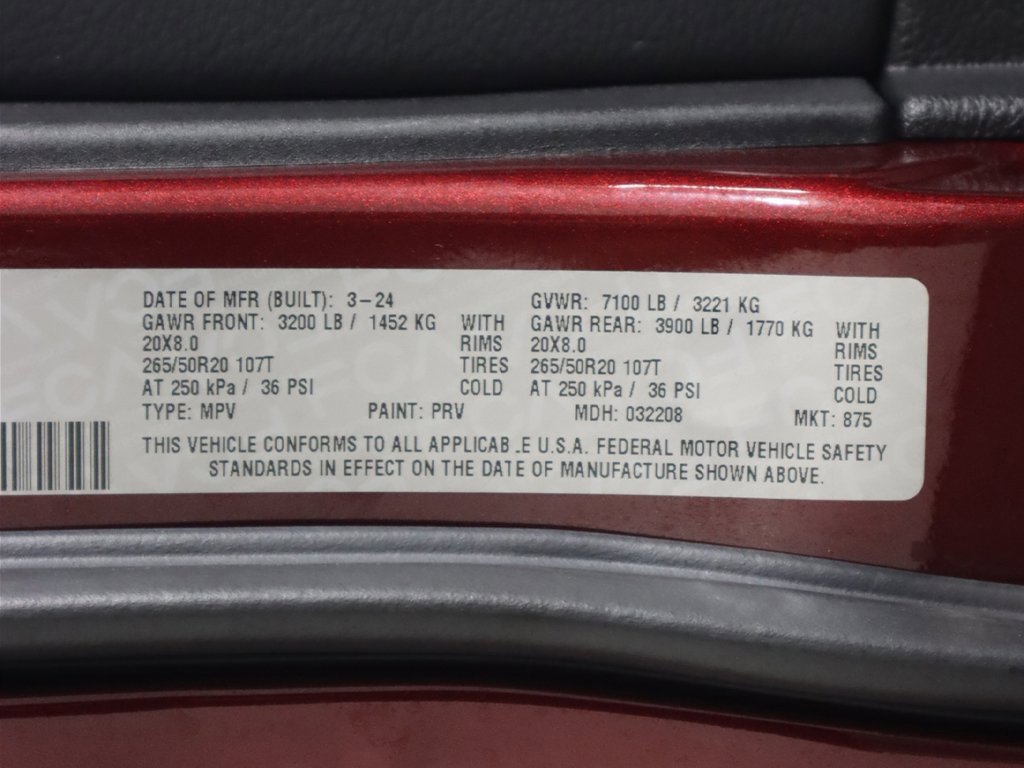 DATE OF MFR (BUILT): 3-24 GVWR: 7100 LB / 3221 KG
GAWR FRONT: 3200 LB / 1452 KG WITH GAWR REAR: 3900 LB / 1770 KG WITH
20X8.0 RIMS 20X8.0 RIMS
265/50R20 107T TIRES 265/50R20 107T TIRES
AT 250 kPa / 36 PSI COLD AT 250 kPa / 36 PSI COLD
TYPE: MPV PAINT: PRV MDH: 032208 MKT: 875
THIS VEHICLE CONFORMS TO ALL APPLICABLE U.S.A. FEDERAL MOTOR VEHICLE SAFETY
STANDARDS IN EFFECT ON THE DATE OF MANUFACTURE SHOWN ABOVE.